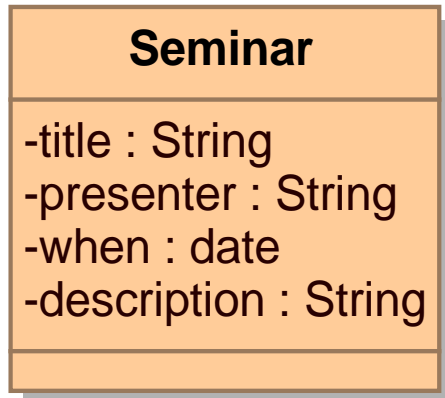 Seminar
-title : String
-presenter : String
-when : date
-description : String